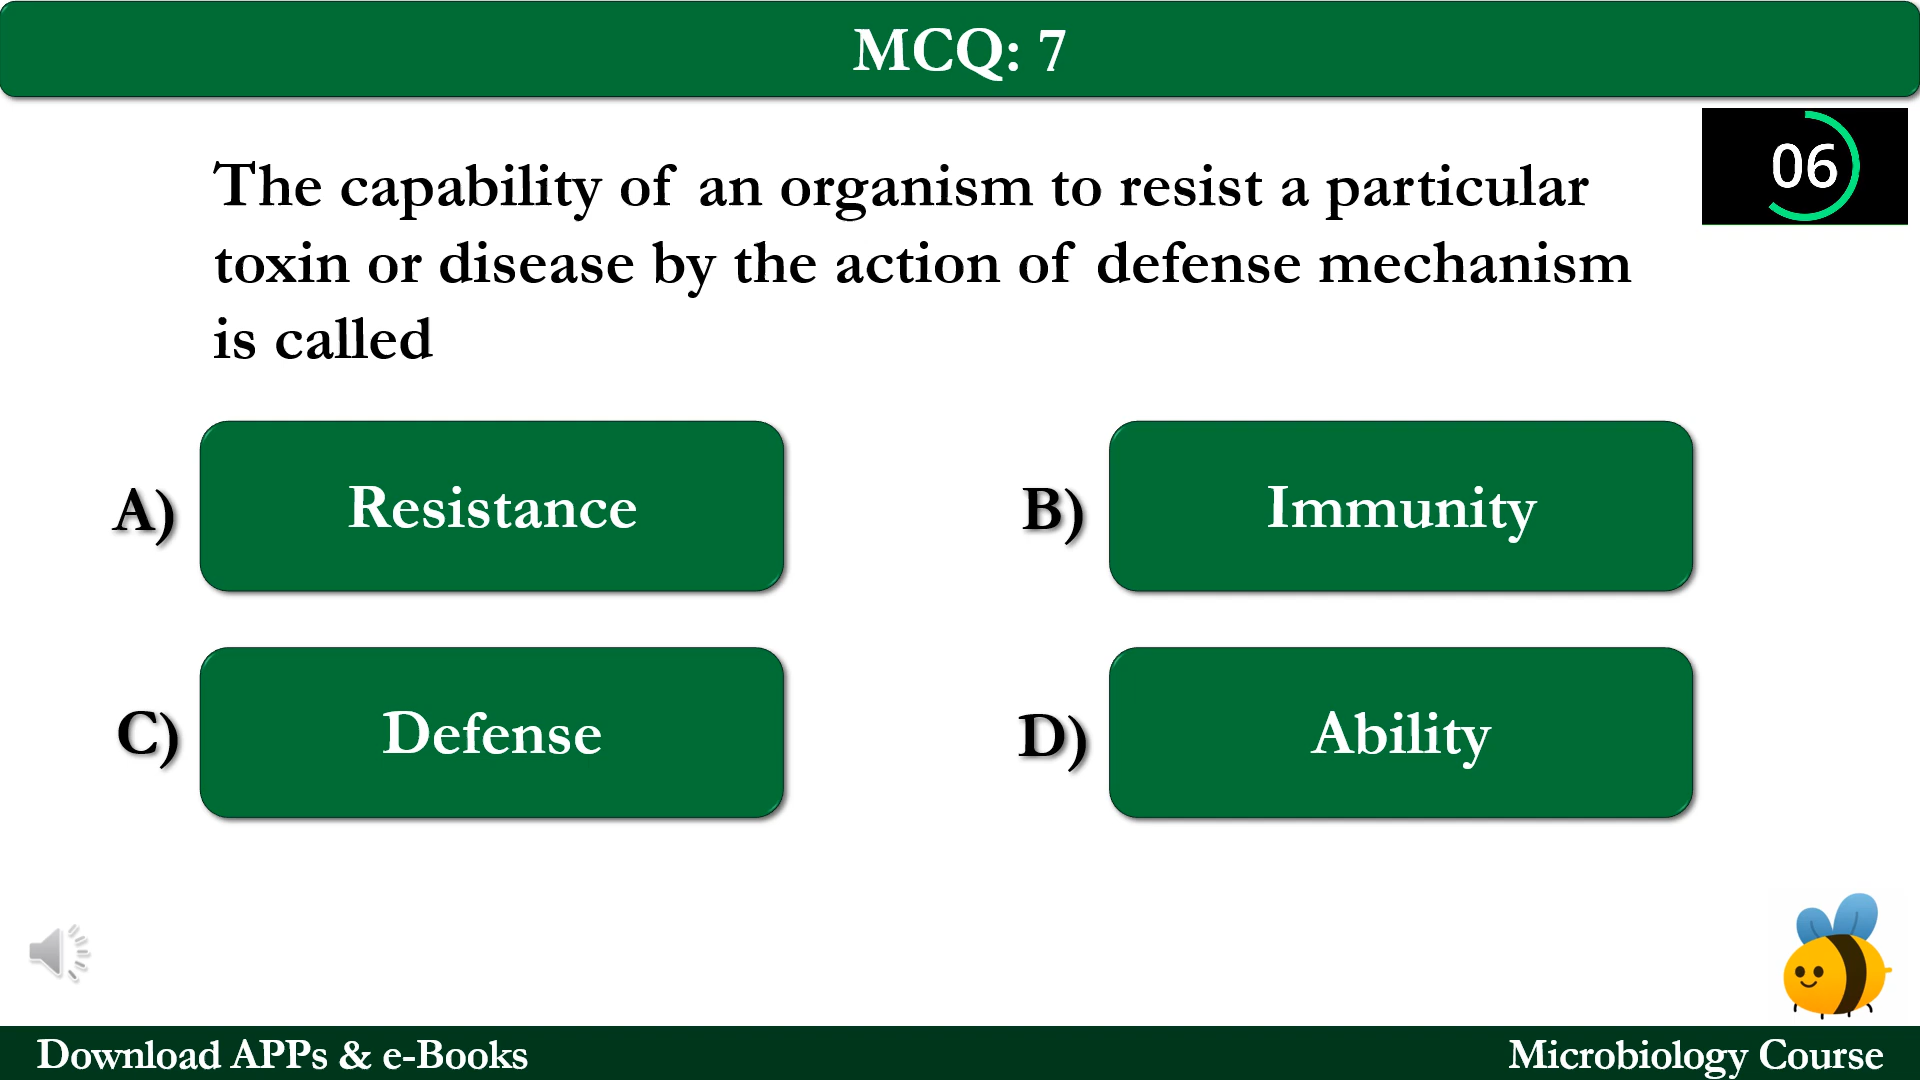 MCQ: 7
06
The capability of an organism to resist a particular
toxin or disease by the action of defense mechanism
is called
A) Resistance
B) Immunity
C) Defense
D) Ability
Download APPs & e-Books
Microbiology Course